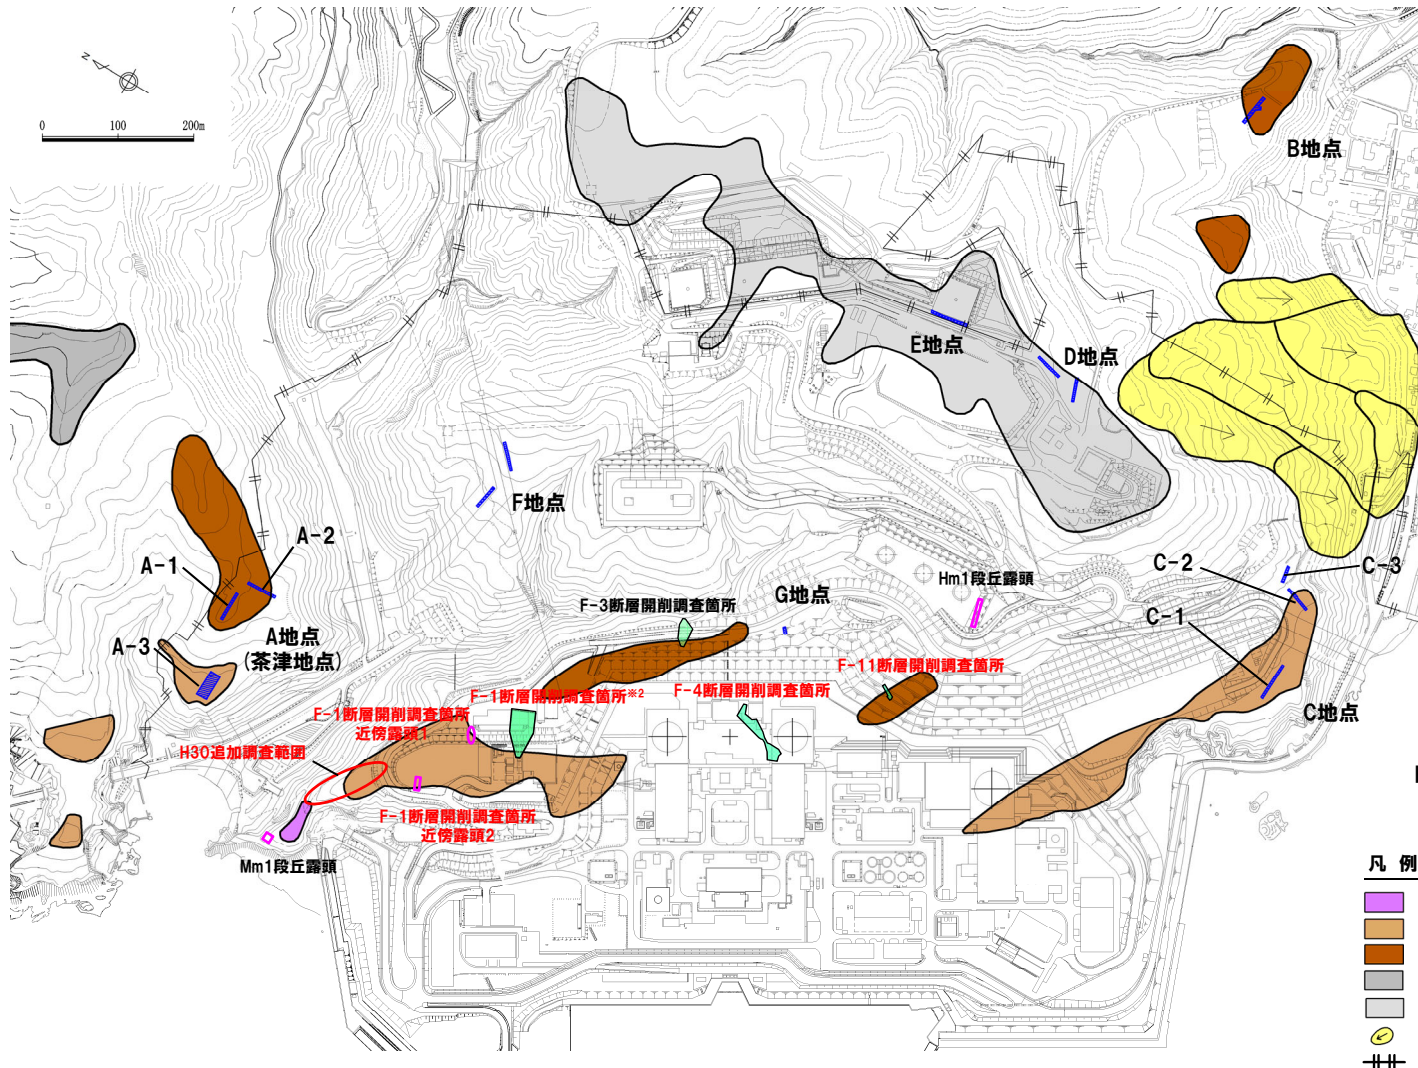 N
0 100 200m
B地点
E地点
D地点
F地点
A-2
A-1
A地点
(茶津地点)
A-3
F-3断層開削調査箇所
G地点
Hm1段丘露頭
C-2
C-3
C-1
C地点
F-11断層開削調査箇所
F-1断層開削調査箇所※2
F-4断層開削調査箇所
F-1断層開削調査箇所
近傍露頭1
H30追加調査範囲
F-1断層開削調査箇所
近傍露頭2
Mm1段丘露頭
凡 例